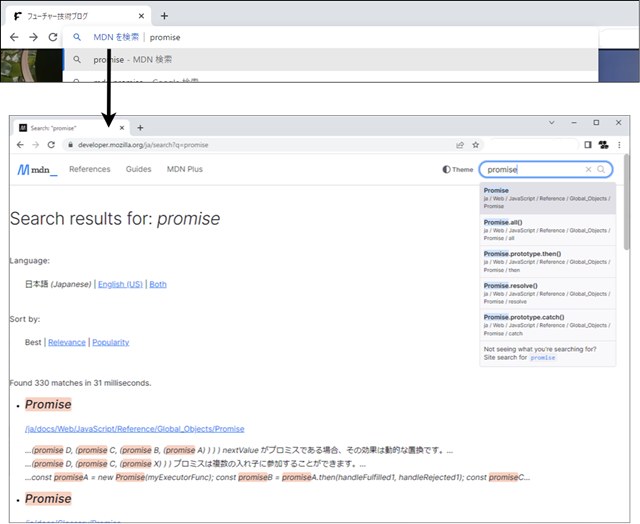 フューチャー技術ブログ
MDN を検索 promise
promise - MDN 検索
Search: "promise"
developer.mozilla.org/ja/search?q=promise
mdn_ References Guides MDN Plus Theme promise
Promise
ja / Web / JavaScript / Reference / Global_Objects /
Promise
Promise.all()
ja / Web / JavaScript / Reference / Global_Objects /
Promise / all
Promise.prototype.then()
ja / Web / JavaScript / Reference / Global_Objects /
Promise / then
Promise.resolve()
ja / Web / JavaScript / Reference / Global_Objects /
Promise / resolve
Promise.prototype.catch()
ja / Web / JavaScript / Reference / Global_Objects /
Promise / catch
Not seeing what you're searching for?
Site search for promise
Search results for: promise
Language:
日本語 (Japanese) | English (US) | Both
Sort by:
Best | Relevance | Popularity
Found 330 matches in 31 milliseconds.
Promise
/ja/docs/Web/JavaScript/Reference/Global_Objects/Promise
...(promise D, (promise C, (promise B, (promise A) ) ) ) nextValue がプロミスである場合、その効果は動的な置換です。...
...(promise D, (promise C, (promise X) ) ) プロミスは複数の入れ子に参加することができます。...
...const promiseA = new Promise(myExecutorFunc); const promiseB = promiseA.then(handleFulfilled1, handleRejected1); const promiseC...
Promise